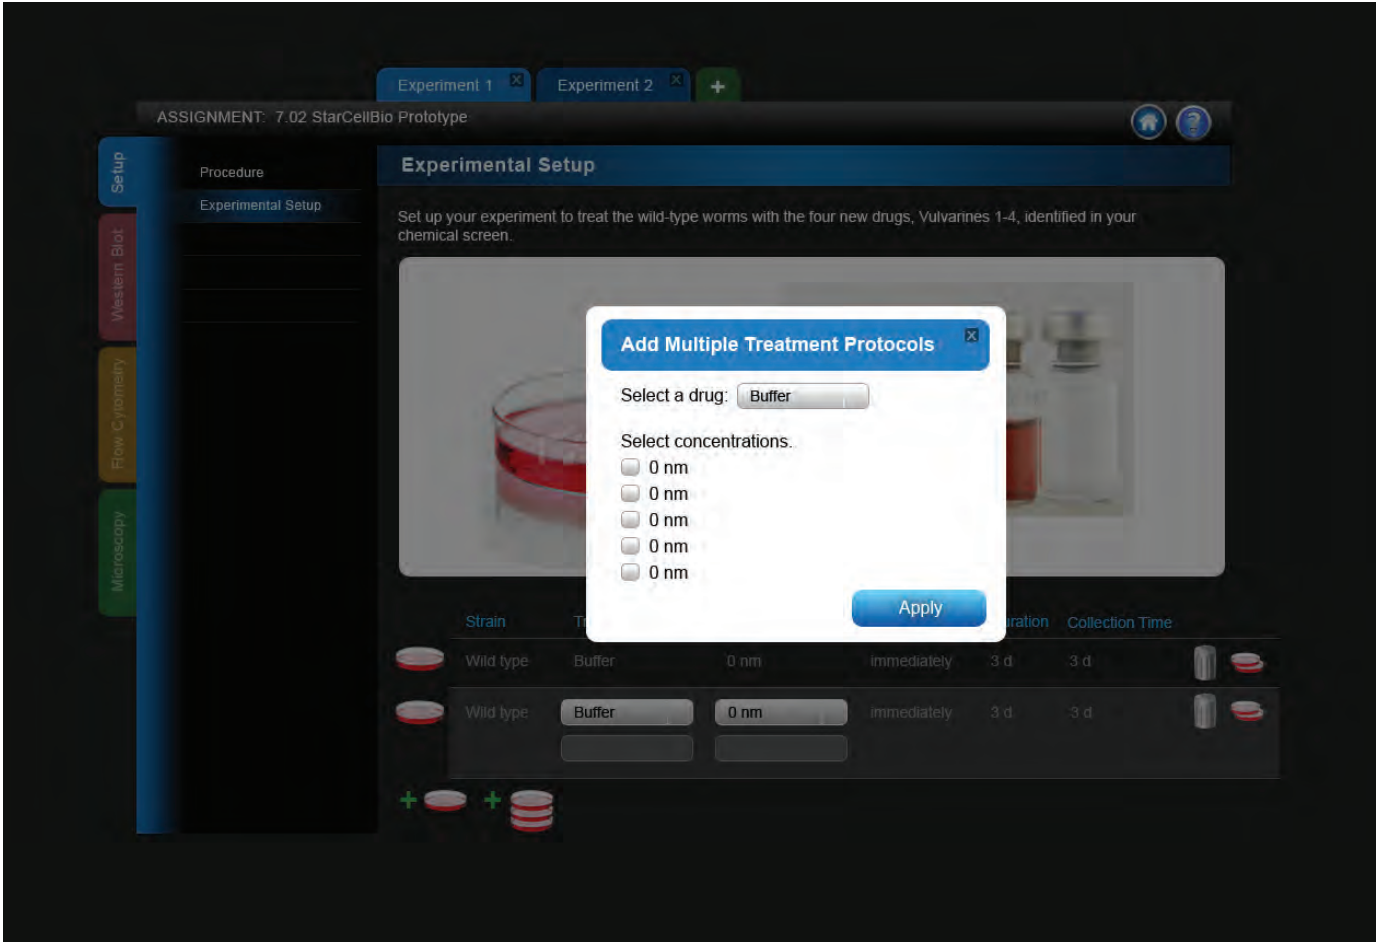 Experiment 1
Experiment 2
ASSIGNMENT: 7.02 StarCellBio Prototype
Setup
Western Blot
Flow Cytometry
Microscopy
Procedure
Experimental Setup
Experimental Setup
Set up your experiment to treat the wild-type worms with the four new drugs, Vulvarines 1-4, identified in your
chemical screen.
Add Multiple Treatment Protocols
Select a drug: Buffer
Select concentrations.
0 nm
0 nm
0 nm
0 nm
0 nm
Apply
Strain Collection Time
Wild type Buffer 0 nm immediately 3 d 3 d
Wild type Buffer 0 nm immediately 3 d 3 d